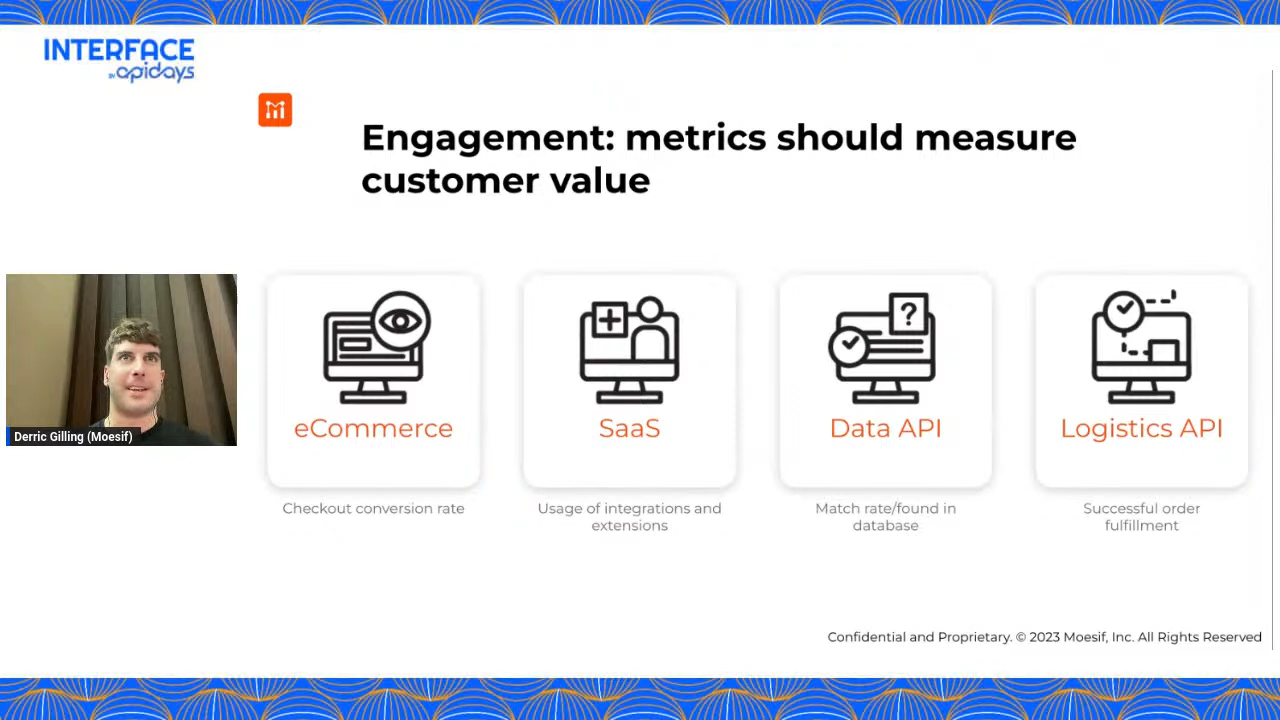 INTERFACE
BY apidays
Engagement: metrics should measure
customer value
?
eCommerce
SaaS
Data API
Logistics API
Derric Gilling (Moesif)
Checkout conversion rate
Usage of integrations and
extensions
Match rate/found in
database
Successful order
fulfillment
Confidential and Proprietary. © 2023 Moesif, Inc. All Rights Reserved